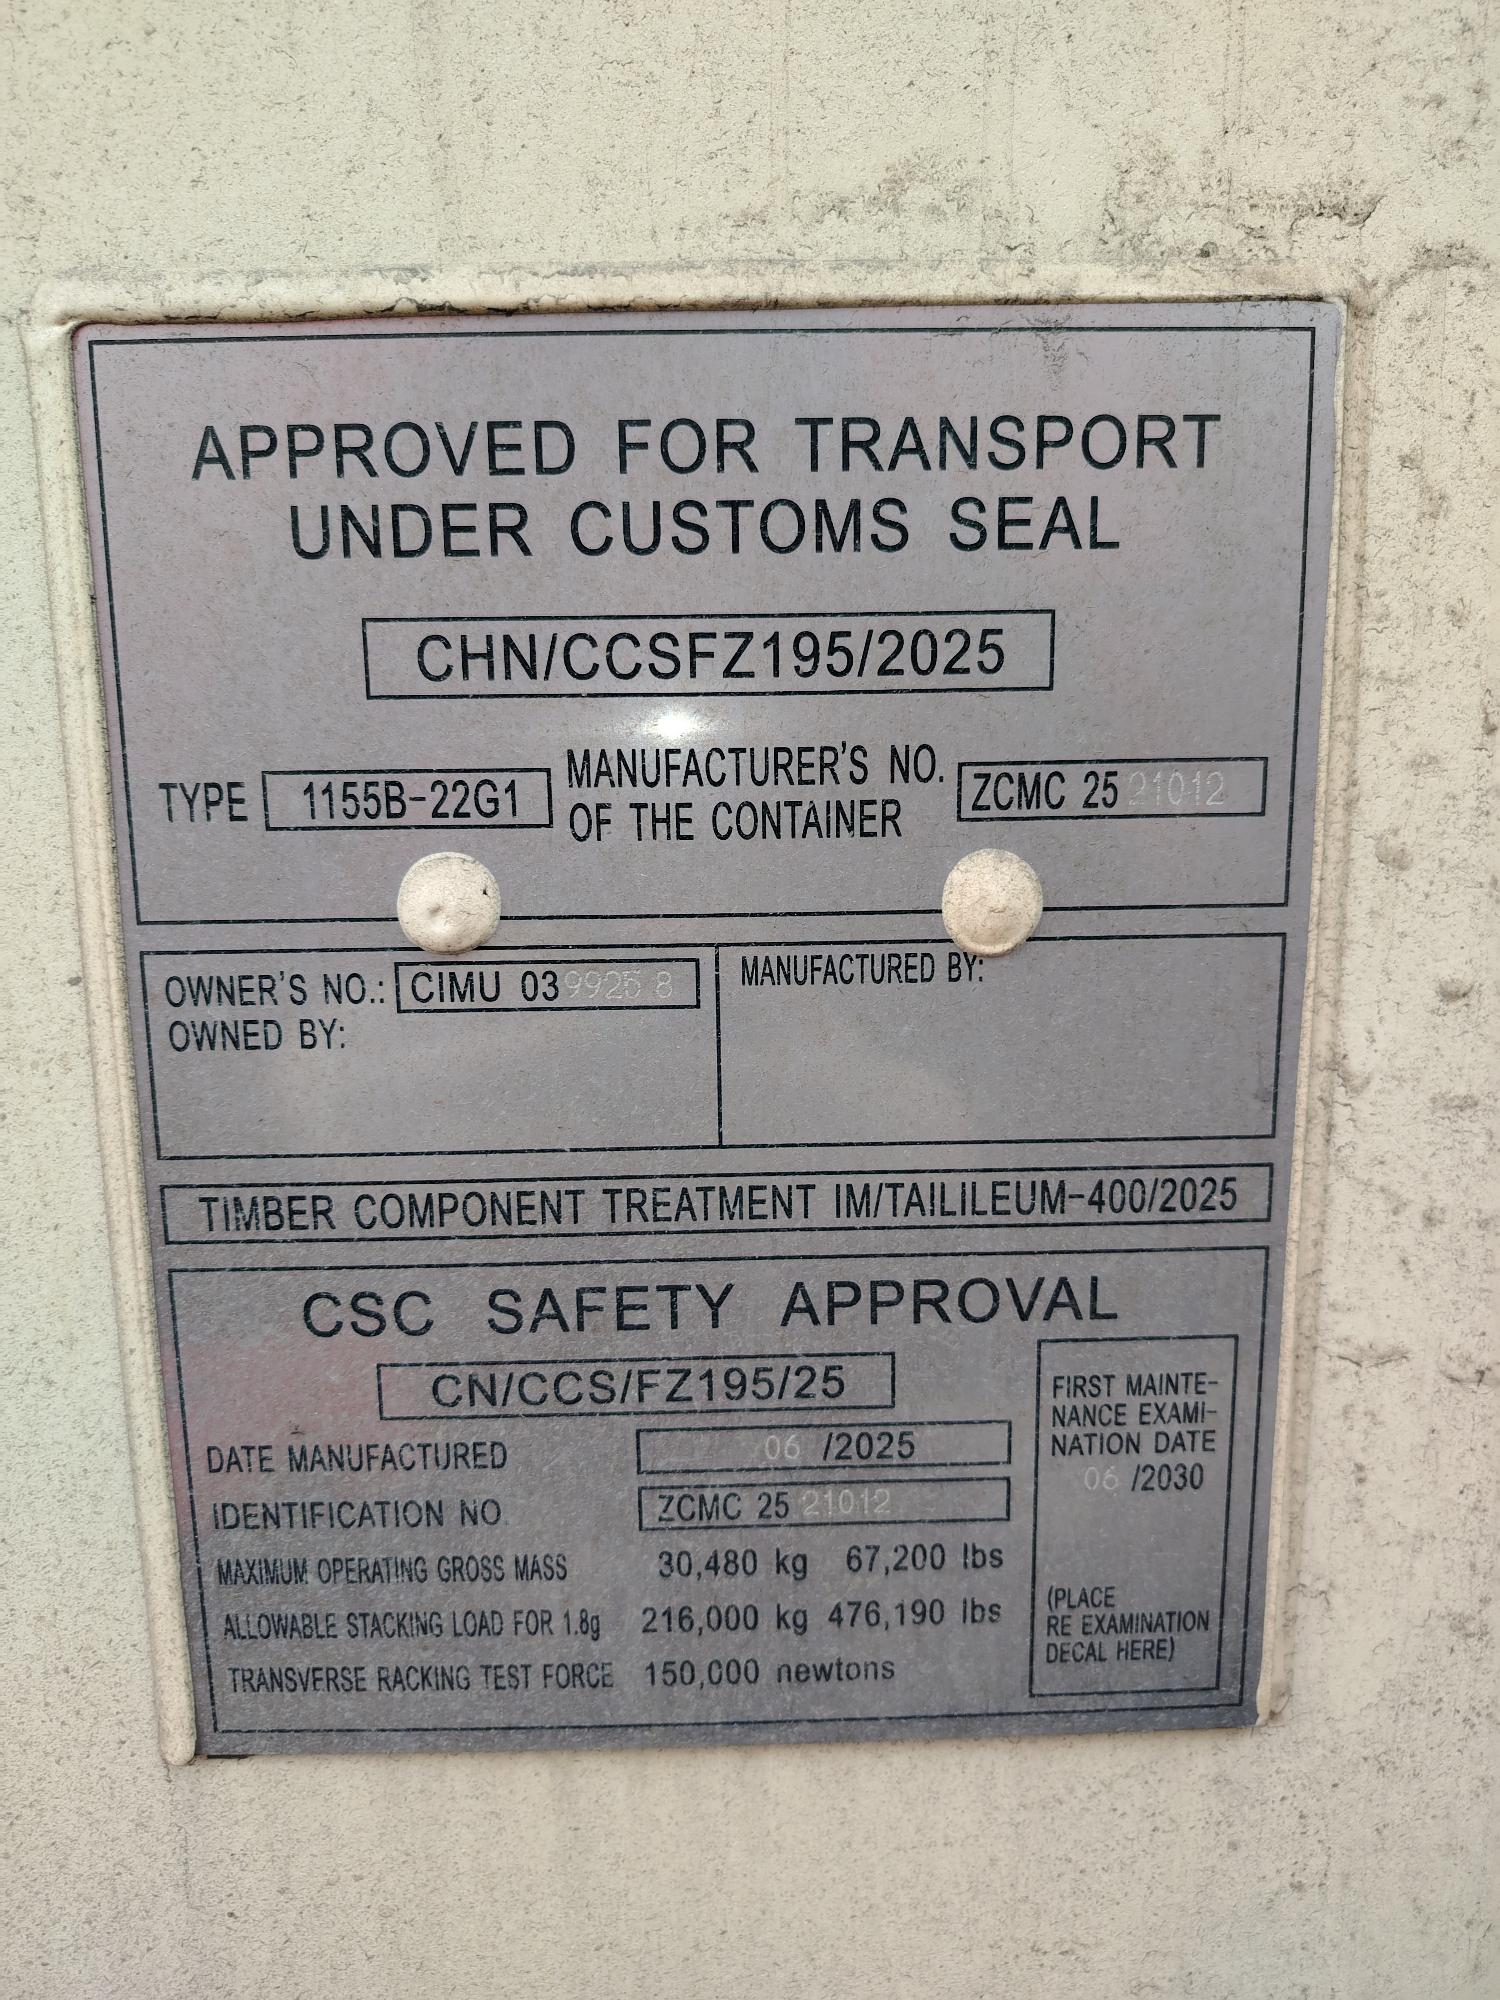 APPROVED FOR TRANSPORT
UNDER CUSTOMS SEAL
CHN/CCSFZ195/2025
TYPE 1155B-22G1 MANUFACTURER'S NO. OF THE CONTAINER ZCMC 25 21012
OWNER'S NO.: CIMU 03 9925 8
OWNED BY:
MANUFACTURED BY:
TIMBER COMPONENT TREATMENT IM/TAILILEUM-400/2025
CSC SAFETY APPROVAL
CN/CCS/FZ195/25
DATE MANUFACTURED 06 /2025
IDENTIFICATION NO. ZCMC 25 21012
MAXIMUM OPERATING GROSS MASS 30,480 kg 67,200 lbs
ALLOWABLE STACKING LOAD FOR 1.8g 216,000 kg 476,190 lbs
TRANSVERSE RACKING TEST FORCE 150,000 newtons
FIRST MAINTE-
NANCE EXAMI-
NATION DATE
06 /2030
(PLACE
RE EXAMINATION
DECAL HERE)